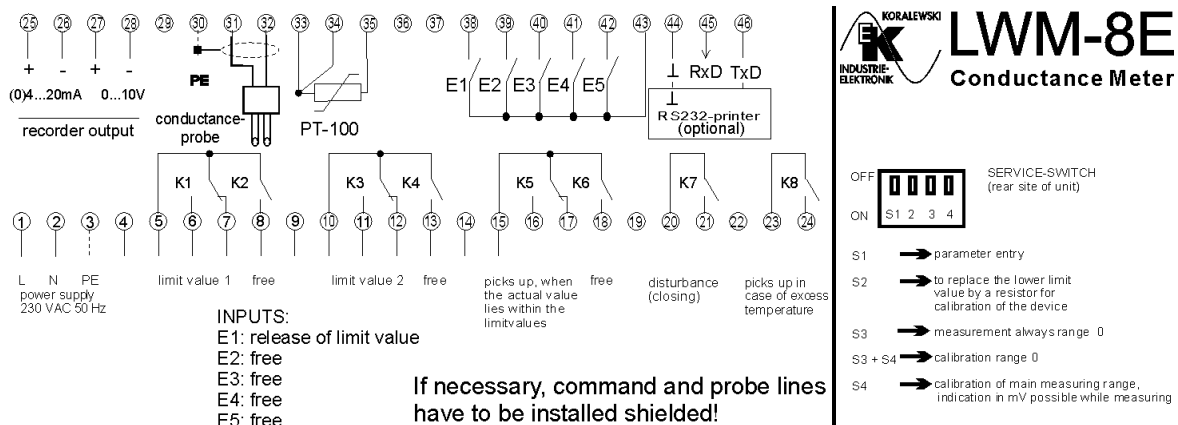 25 26 27 28 29 30 31 32 33 34 35 36 37 38 39 40 41 42 43 44 45 46
+ - + -
(0)4...20mA 0...10V
recorder output
PE
conductance-
probe
PT-100
E1 E2 E3 E4 E5
RxD TxD
RS232-printer
(optional)
K1 K2 K3 K4 K5 K6 K7 K8
1 2 3 4 5 6 7 8 9 10 11 12 13 14 15 16 17 18 19 20 21 22 23 24
L N PE
power supply
230 VAC 50 Hz
limit value 1 free
limit value 2 free
picks up, when
the actual value
lies within the
limitvalues
free
disturbance
(closing)
picks up in
case of excess
temperature
INPUTS:
E1: release of limit value
E2: free
E3: free
E4: free
E5: free
If necessary, command and probe lines
have to be installed shielded!
KORALEWSKI
EK
INDUSTRIE-
ELEKTRONIK
LWM-8E
Conductance Meter
OFF
ON
S1 2 3 4
SERVICE-SWITCH
(rear site of unit)
S1 parameter entry
S2 to replace the lower limit
value by a resistor for
calibration of the device
S3 measurement always range 0
S3 + S4 calibration range 0
S4 calibration of main measuring range,
indication in mV possible while measuring